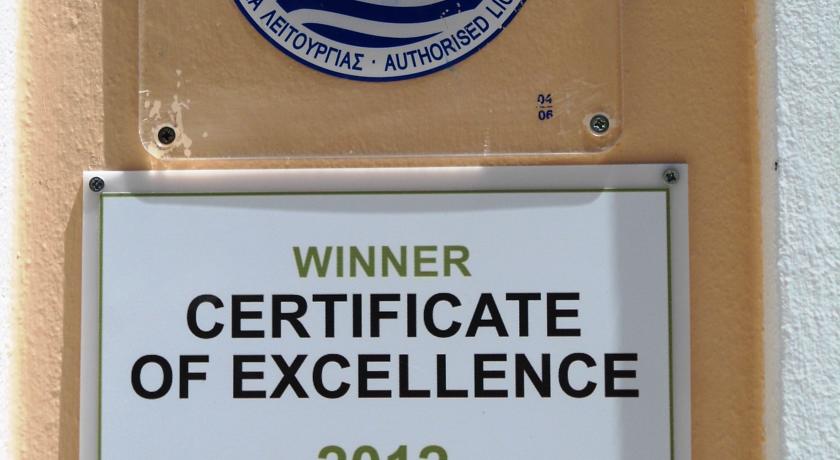 ΛΕΙΤΟΥΡΓΙΑΣ · AUTHORISED
04
06
WINNER
CERTIFICATE
OF EXCELLENCE